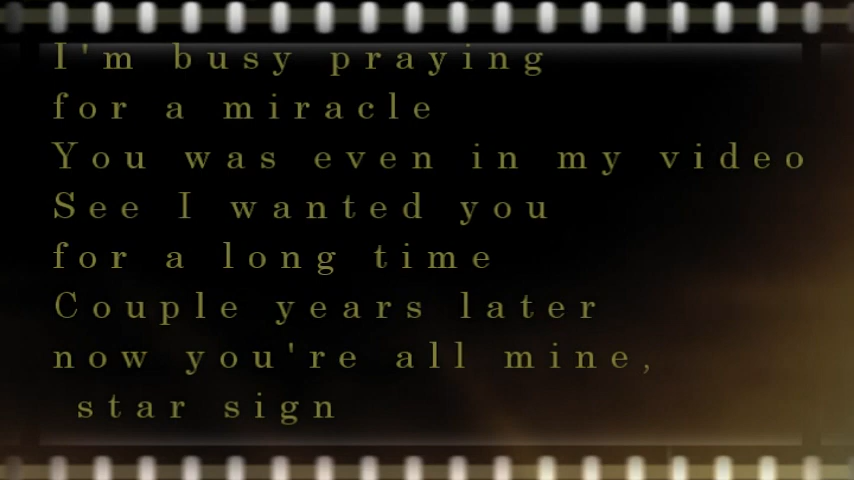 I'm busy praying
for a miracle
You was even in my video
See I wanted you
for a long time
Couple years later
now you're all mine,
star sign